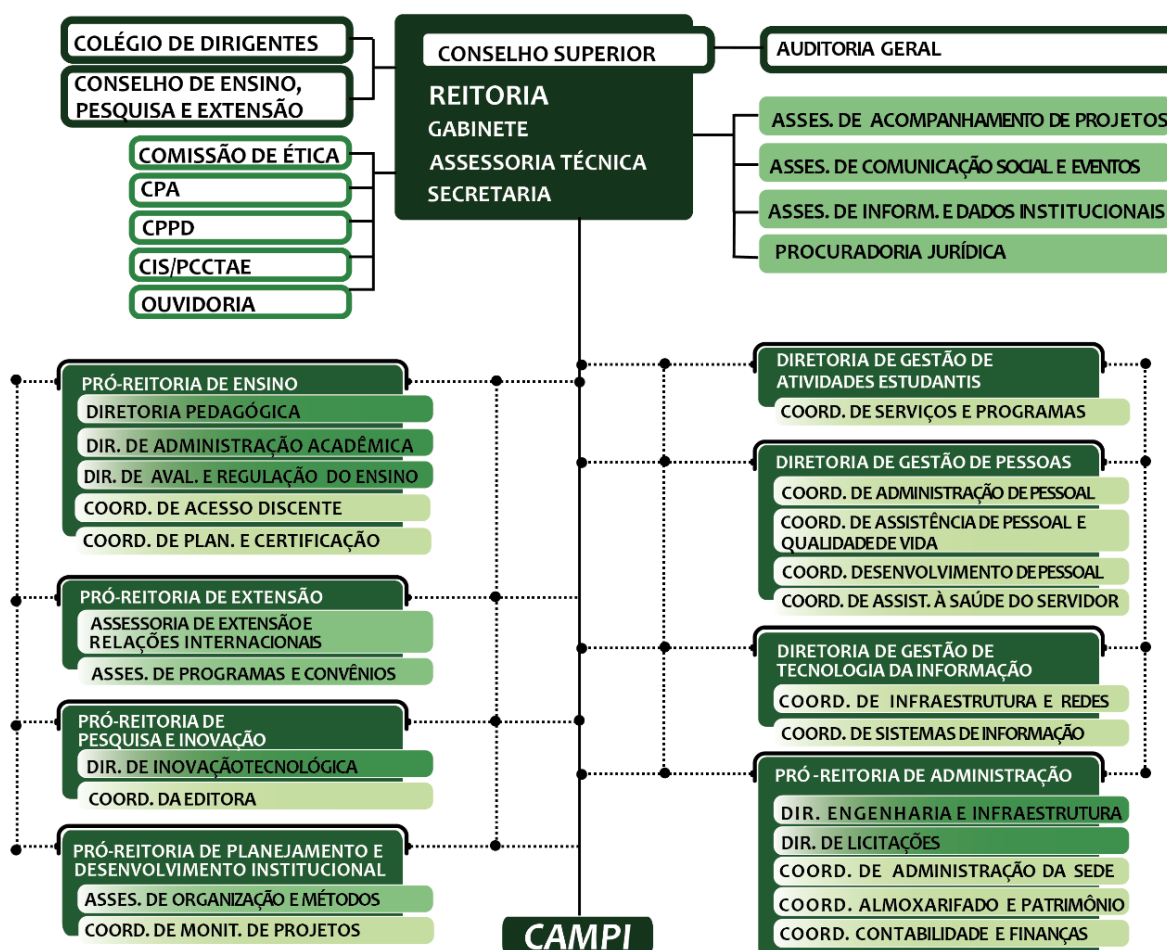 COLÉGIO DE DIRIGENTES
CONSELHO DE ENSINO,
PESQUISA E EXTENSÃO
COMISSÃO DE ÉTICA
CPA
CPPD
CIS/PCCTAE
OUVIDORIA
CONSELHO SUPERIOR
REITORIA
GABINETE
ASSESSORIA TÉCNICA
SECRETARIA
AUDITORIA GERAL
ASSES. DE ACOMPANHAMENTO DE PROJETOS
ASSES. DE COMUNICAÇÃO SOCIAL E EVENTOS
ASSES. DE INFORM. E DADOS INSTITUCIONAIS
PROCURADORIA JURÍDICA
PRÓ-REITORIA DE ENSINO
DIRETORIA PEDAGÓGICA
DIR. DE ADMINISTRAÇÃO ACADÊMICA
DIR. DE AVAL. E REGULAÇÃO DO ENSINO
COORD. DE ACESSO DISCENTE
COORD. DE PLAN. E CERTIFICAÇÃO
PRÓ-REITORIA DE EXTENSÃO
ASSESSORIA DE EXTENSÃO E
RELAÇÕES INTERNACIONAIS
ASSES. DE PROGRAMAS E CONVÊNIOS
PRÓ-REITORIA DE
PESQUISA E INOVAÇÃO
DIR. DE INOVAÇÃO TECNOLÓGICA
COORD. DA EDITORA
PRÓ-REITORIA DE PLANEJAMENTO E
DESENVOLVIMENTO INSTITUCIONAL
ASSES. DE ORGANIZAÇÃO E MÉTODOS
COORD. DE MONIT. DE PROJETOS
DIRETORIA DE GESTÃO DE
ATIVIDADES ESTUDANTIS
COORD. DE SERVIÇOS E PROGRAMAS
DIRETORIA DE GESTÃO DE PESSOAS
COORD. DE ADMINISTRAÇÃO DE PESSOAL
COORD. DE ASSISTÊNCIA DE PESSOAL E
QUALIDADE DE VIDA
COORD. DESENVOLVIMENTO DE PESSOAL
COORD. DE ASSIST. À SAÚDE DO SERVIDOR
DIRETORIA DE GESTÃO DE
TECNOLOGIA DA INFORMAÇÃO
COORD. DE INFRAESTRUTURA E REDES
COORD. DE SISTEMAS DE INFORMAÇÃO
PRÓ-REITORIA DE ADMINISTRAÇÃO
DIR. ENGENHARIA E INFRAESTRUTURA
DIR. DE LICITAÇÕES
COORD. DE ADMINISTRAÇÃO DA SEDE
COORD. ALMOXARIFADO E PATRIMÔNIO
COORD. CONTABILIDADE E FINANÇAS
CAMPI